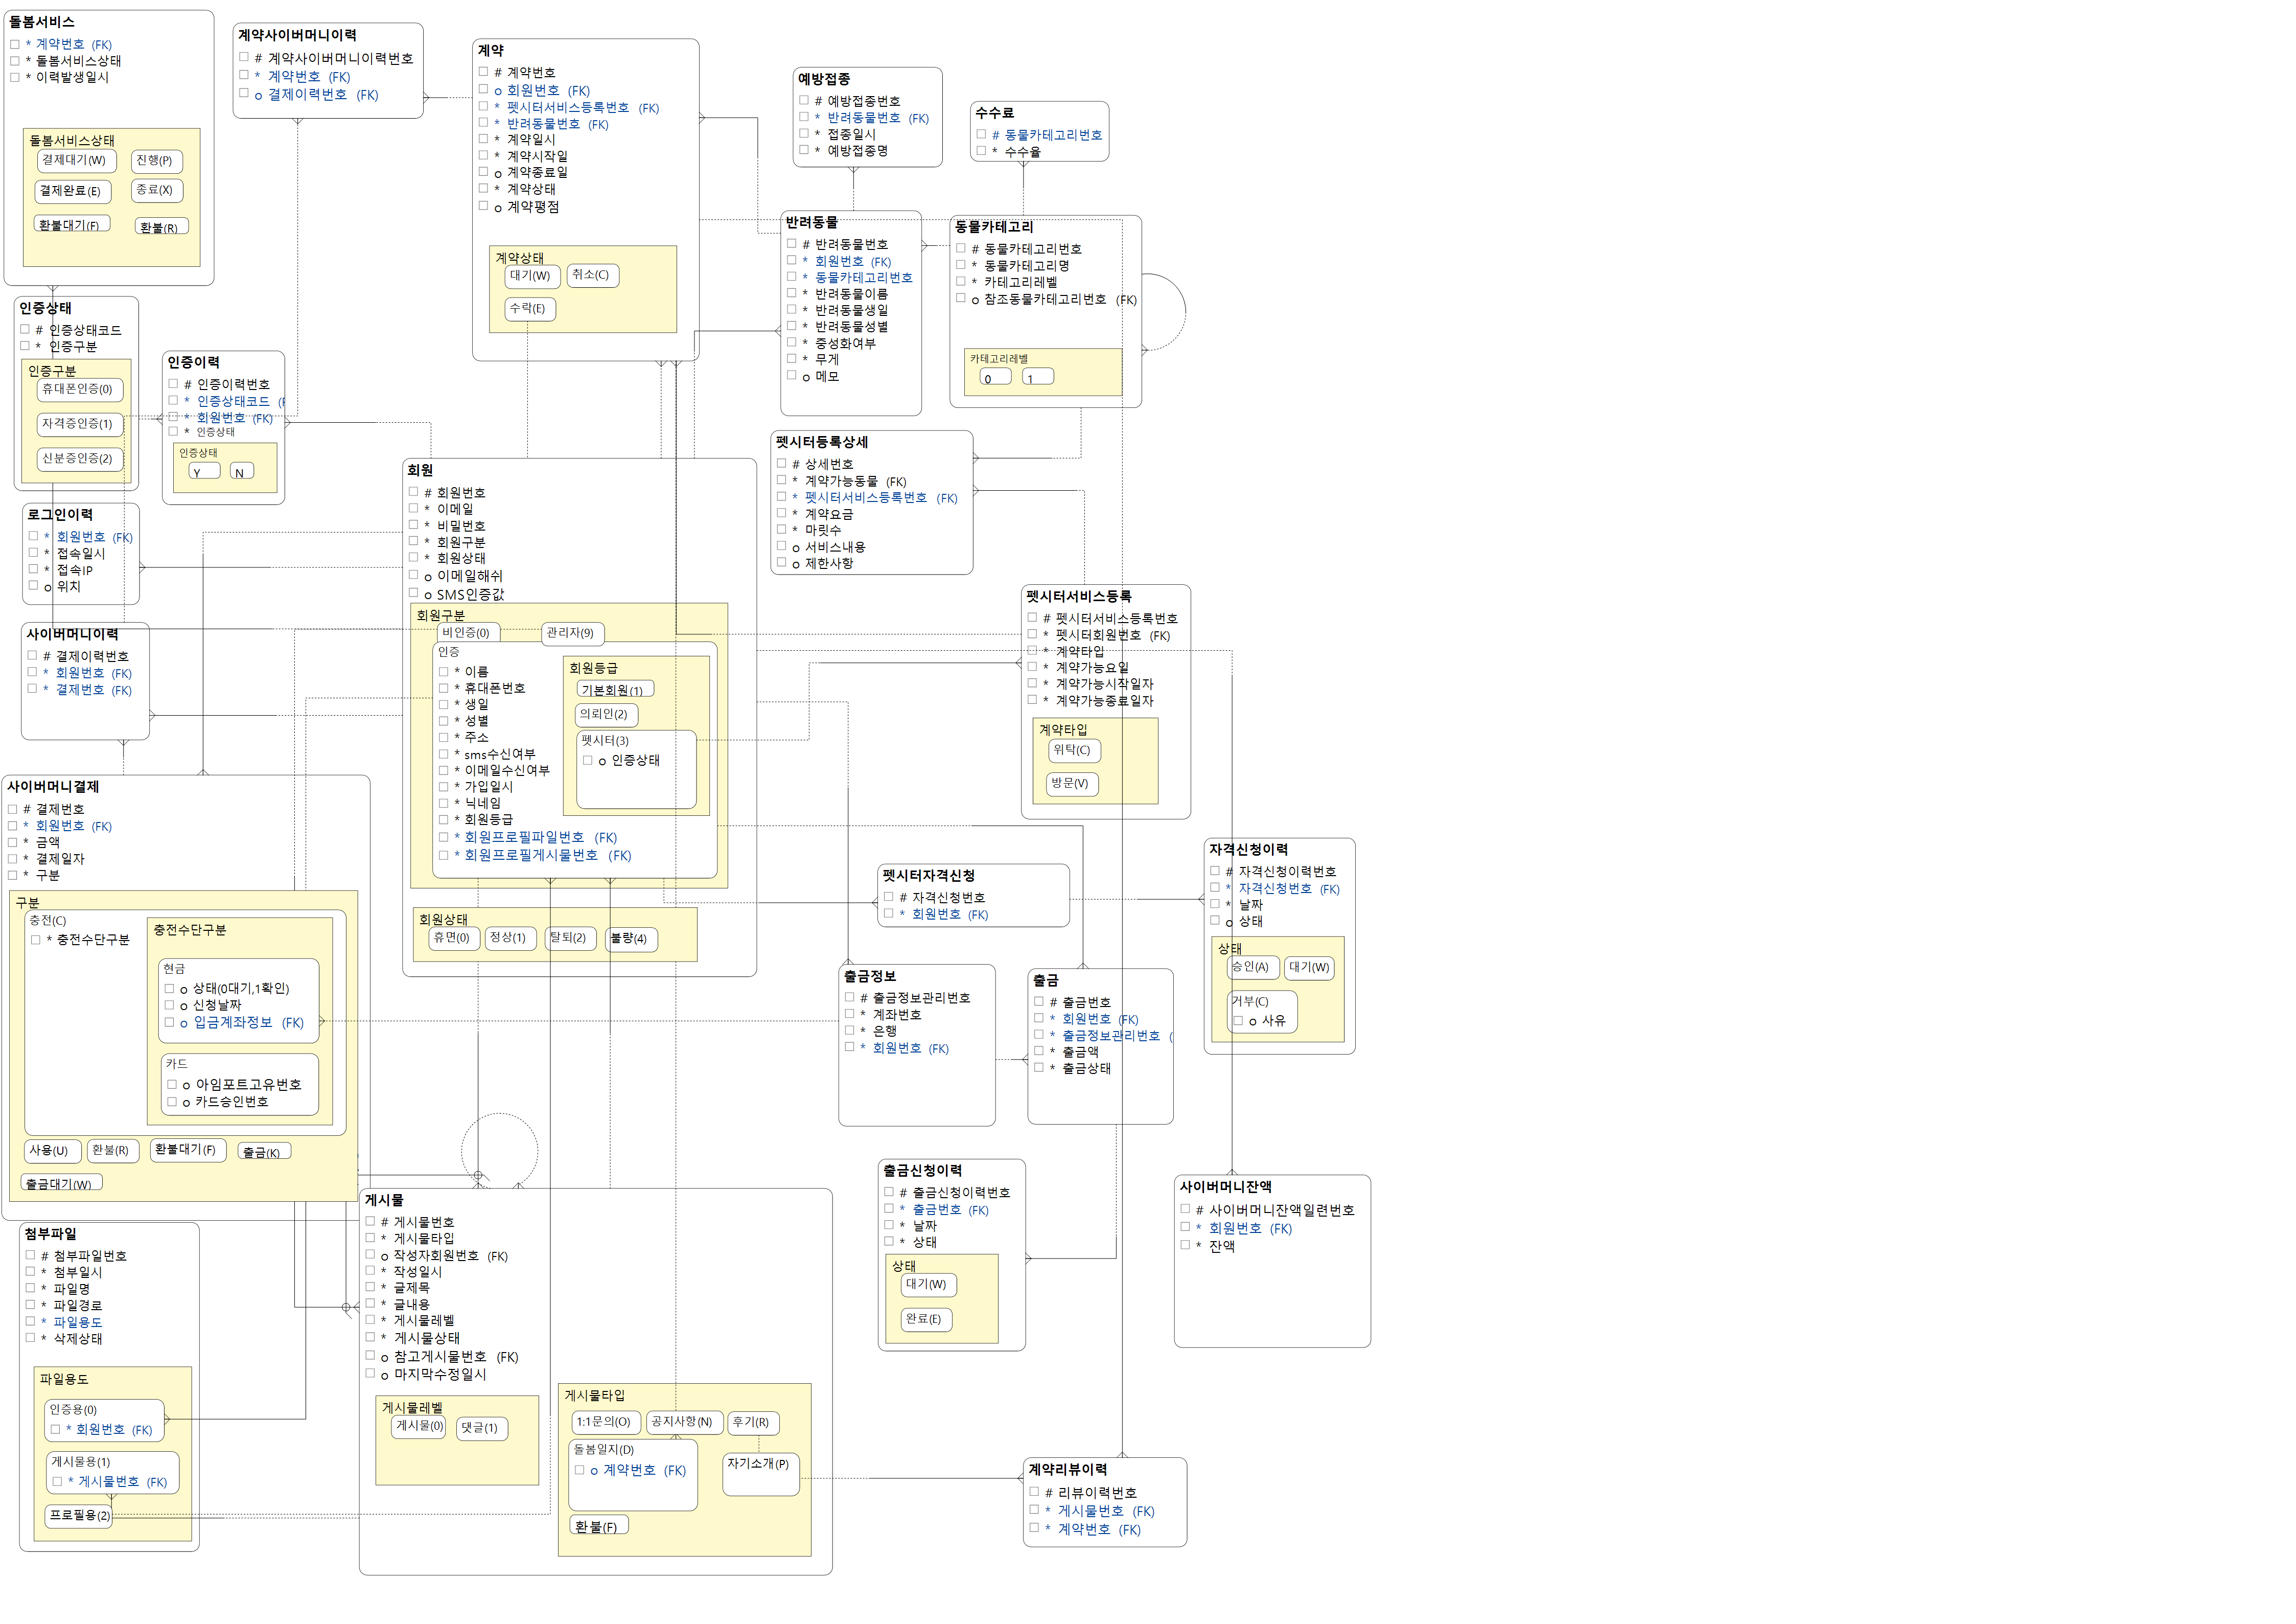 돌봄서비스
* 계약번호 (FK)
* 돌봄서비스상태
* 이력발생일시
돌봄서비스상태
결제대기(W)
진행(P)
결제완료(E)
종료(X)
환불대기(F)
환불(R)
계약사이버머니이력
# 계약사이버머니이력번호
* 계약번호 (FK)
o 결제이력번호 (FK)
계약
# 계약번호
o 회원번호 (FK)
* 펫시터서비스등록번호 (FK)
* 반려동물번호 (FK)
* 계약일시
* 계약시작일
o 계약종료일
* 계약상태
o 계약평점
계약상태
대기(W)
취소(C)
수락(E)
예방접종
# 예방접종번호
* 반려동물번호 (FK)
* 접종일시
* 예방접종명
수수료
# 동물카테고리번호
* 수수율
반려동물
# 반려동물번호
* 회원번호 (FK)
* 동물카테고리번호
* 반려동물이름
* 반려동물생일
* 반려동물성별
* 중성화여부
* 무게
o 메모
동물카테고리
# 동물카테고리번호
* 동물카테고리명
* 카테고리레벨
o 참조동물카테고리번호 (FK)
카테고리레벨
0
1
인증상태
# 인증상태코드
* 인증구분
인증구분
휴대폰인증(0)
자격증인증(1)
신분증인증(2)
인증이력
# 인증이력번호
* 인증상태코드 (F
* 회원번호 (FK)
* 인증상태
인증상태
Y
N
펫시터등록상세
# 상세번호
* 계약가능동물 (FK)
* 펫시터서비스등록번호 (FK)
* 계약요금
* 마릿수
o 서비스내용
o 제한사항
회원
# 회원번호
* 이메일
* 비밀번호
* 회원구분
* 회원상태
o 이메일해쉬
o SMS인증값
회원구분
비인증(0)
관리자(9)
인증
* 이름
* 휴대폰번호
* 생일
* 성별
* 주소
* sms수신여부
* 이메일수신여부
* 가입일시
* 닉네임
* 회원등급
* 회원프로필파일번호 (FK)
* 회원프로필게시물번호 (FK)
회원등급
기본회원(1)
의뢰인(2)
펫시터(3)
o 인증상태
회원상태
휴면(0)
정상(1)
탈퇴(2)
불량(4)
로그인이력
* 회원번호 (FK)
* 접속일시
* 접속IP
o 위치
사이버머니이력
# 결제이력번호
* 회원번호 (FK)
* 결제번호 (FK)
펫시터서비스등록
# 펫시터서비스등록번호
* 펫시터회원번호 (FK)
* 계약타입
* 계약가능요일
* 계약가능시작일자
* 계약가능종료일자
계약타입
위탁(C)
방문(V)
사이버머니결제
# 결제번호
* 회원번호 (FK)
* 금액
* 결제일자
* 구분
구분
충전(C)
* 충전수단구분
충전수단구분
현금
o 상태(0대기,1확인)
o 신청날짜
o 입금계좌정보 (FK)
카드
o 아임포트고유번호
o 카드승인번호
사용(U)
환불(R)
환불대기(F)
출금(K)
출금대기(W)
펫시터자격신청
# 자격신청번호
* 회원번호 (FK)
자격신청이력
# 자격신청이력번호
* 자격신청번호 (FK)
* 날짜
o 상태
상태
승인(A)
대기(W)
거부(C)
o 사유
출금정보
# 출금정보관리번호
* 계좌번호
* 은행
* 회원번호 (FK)
출금
# 출금번호
* 회원번호 (FK)
* 출금정보관리번호 (
* 출금액
* 출금상태
출금신청이력
# 출금신청이력번호
* 출금번호 (FK)
* 날짜
* 상태
상태
대기(W)
완료(E)
사이버머니잔액
# 사이버머니잔액일련번호
* 회원번호 (FK)
* 잔액
첨부파일
# 첨부파일번호
* 첨부일시
* 파일명
* 파일경로
* 파일용도
* 삭제상태
파일용도
인증용(0)
* 회원번호 (FK)
게시물용(1)
* 게시물번호 (FK)
프로필용(2)
게시물
# 게시물번호
* 게시물타입
o 작성자회원번호 (FK)
* 작성일시
* 글제목
* 글내용
* 게시물레벨
* 게시물상태
o 참고게시물번호 (FK)
o 마지막수정일시
게시물레벨
게시물(0)
댓글(1)
게시물타입
1:1문의(O)
공지사항(N)
후기(R)
돌봄일지(D)
o 계약번호 (FK)
자기소개(P)
환불(F)
계약리뷰이력
# 리뷰이력번호
* 게시물번호 (FK)
* 계약번호 (FK)